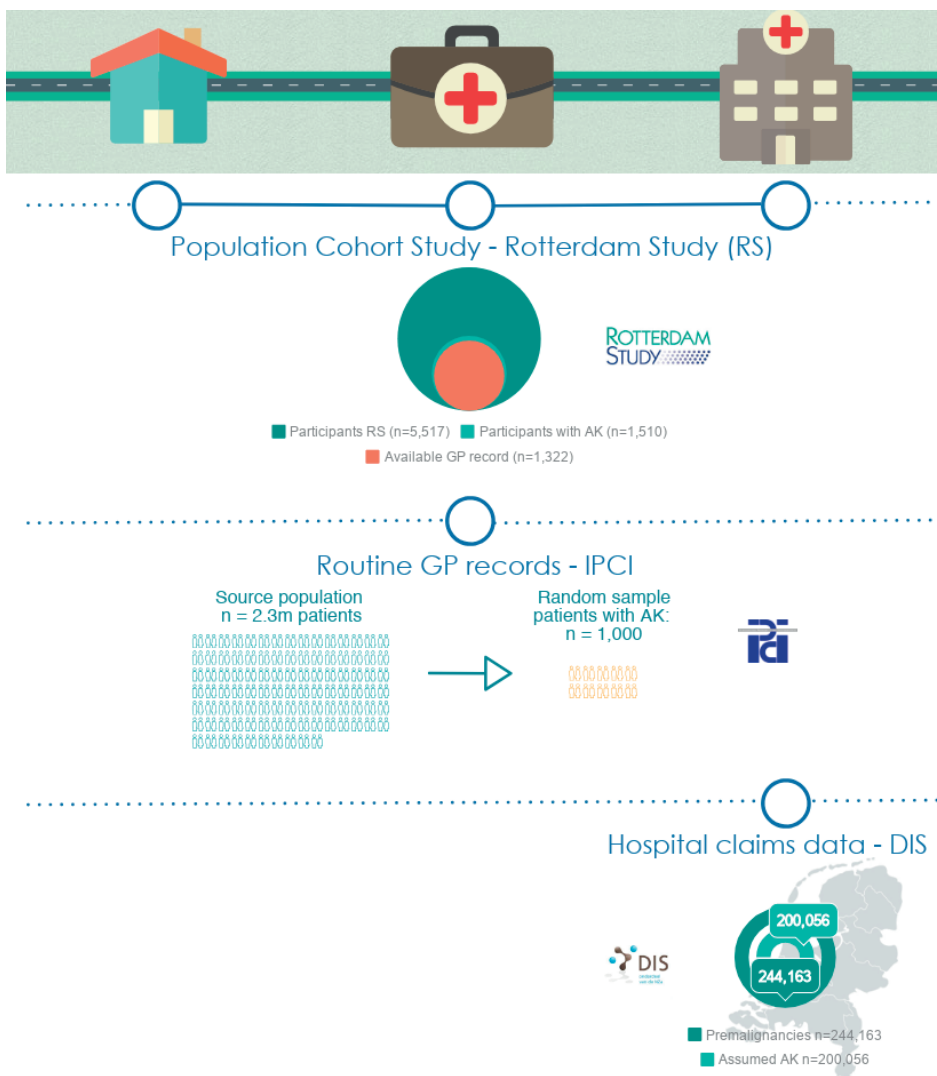 Population Cohort Study - Rotterdam Study (RS)
ROTTERDAM
STUDY
Participants RS (n=5,517) Participants with AK (n=1,510)
Available GP record (n=1,322)
Routine GP records - IPCI
Source population
n = 2.3m patients
Random sample
patients with AK:
n = 1,000
IPCI
Hospital claims data - DIS
200,056
DIS
244,163
Premalignancies n=244,163
Assumed AK n=200,056